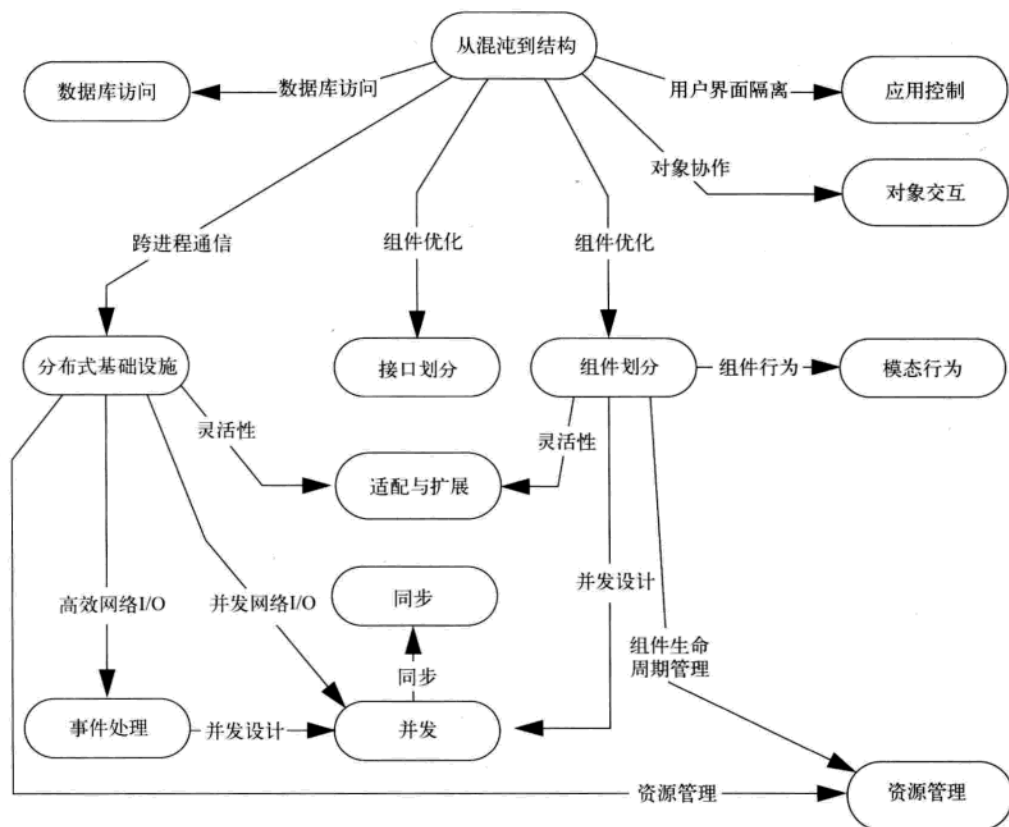 从混沌到结构
数据库访问
数据库访问
用户界面隔离
应用控制
对象协作
对象交互
跨进程通信
组件优化
组件优化
分布式基础设施
接口划分
组件划分
组件行为
模态行为
灵活性
灵活性
适配与扩展
高效网络I/O
并发网络I/O
同步
并发设计
组件生命
周期管理
同步
事件处理
并发设计
并发
资源管理
资源管理